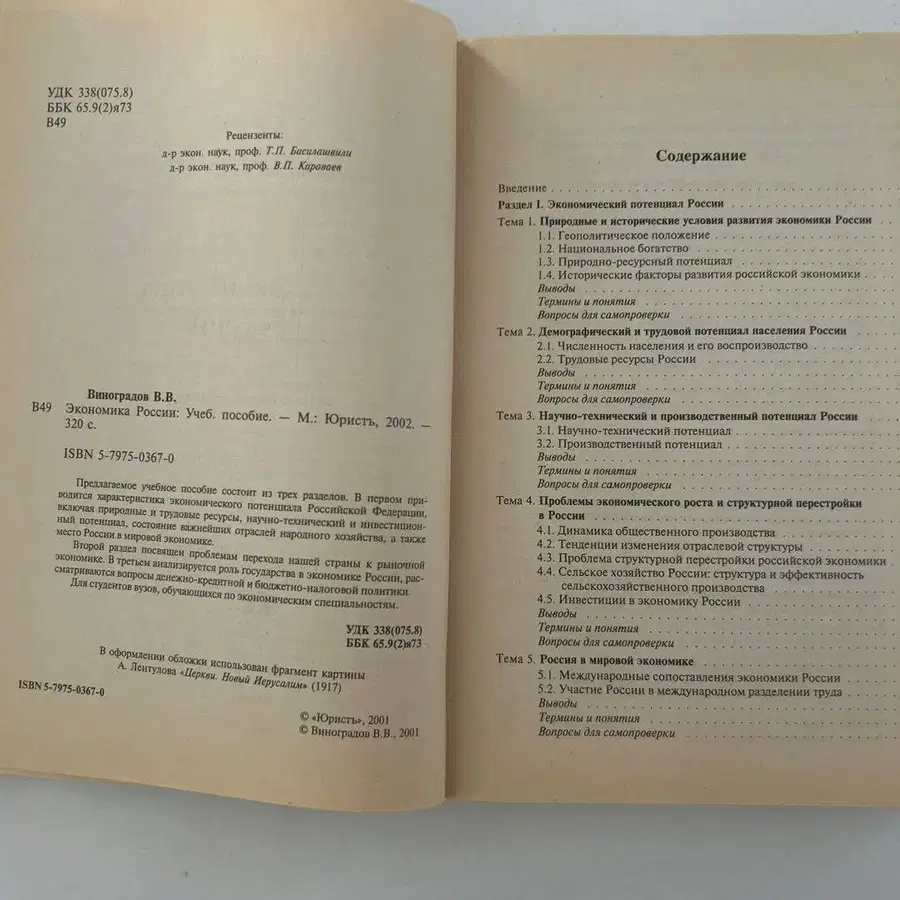 УДК 338(075.8)
ББК 65.9(2)я73
В49
Рецензенты:
д-р экон. наук, проф. Т.П. Басилашвили
д-р экон. наук, проф. В.П. Караваев
Виноградов В.В.
В49 Экономика России: Учеб. пособие. — М.: Юристъ, 2002. —
320 с.
ISBN 5-7975-0367-0
Предлагаемое учебное пособие состоит из трех разделов. В первом при-
водится характеристика экономического потенциала Российской Федерации,
включая природные и трудовые ресурсы, научно-технический и инвестицион-
ный потенциал, состояние важнейших отраслей народного хозяйства, а также
место России в мировой экономике.
Второй раздел посвящен проблемам перехода нашей страны к рыночной
экономике. В третьем анализируется роль государства в экономике России, рас-
сматриваются вопросы денежно-кредитной и бюджетно-налоговой политики.
Для студентов вузов, обучающихся по экономическим специальностям.
УДК 338(075.8)
ББК 65.9(2)я73
В оформлении обложки использован фрагмент картины
А. Лентулова «Церкви. Новый Иерусалим» (1917)
ISBN 5-7975-0367-0
© «Юристъ», 2001
© Виноградов В.В., 2001
Содержание
Введение
Раздел I. Экономический потенциал России
Тема 1. Природные и исторические условия развития экономики России
1.1. Геополитическое положение
1.2. Национальное богатство
1.3. Природно-ресурсный потенциал
1.4. Исторические факторы развития российской экономики
Выводы
Термины и понятия
Вопросы для самопроверки
Тема 2. Демографический и трудовой потенциал населения России
2.1. Численность населения и его воспроизводство
2.2. Трудовые ресурсы России
Выводы
Термины и понятия
Вопросы для самопроверки
Тема 3. Научно-технический и производственный потенциал России
3.1. Научно-технический потенциал
3.2. Производственный потенциал
Выводы
Термины и понятия
Вопросы для самопроверки
Тема 4. Проблемы экономического роста и структурной перестройки
в России
4.1. Динамика общественного производства
4.2. Тенденции изменения отраслевой структуры
4.3. Проблема структурной перестройки российской экономики
4.4. Сельское хозяйство России: структура и эффективность
сельскохозяйственного производства
4.5. Инвестиции в экономику России
Выводы
Термины и понятия
Вопросы для самопроверки
Тема 5. Россия в мировой экономике
5.1. Международные сопоставления экономики России
5.2. Участие России в международном разделении труда
Выводы
Термины и понятия
Вопросы для самопроверки